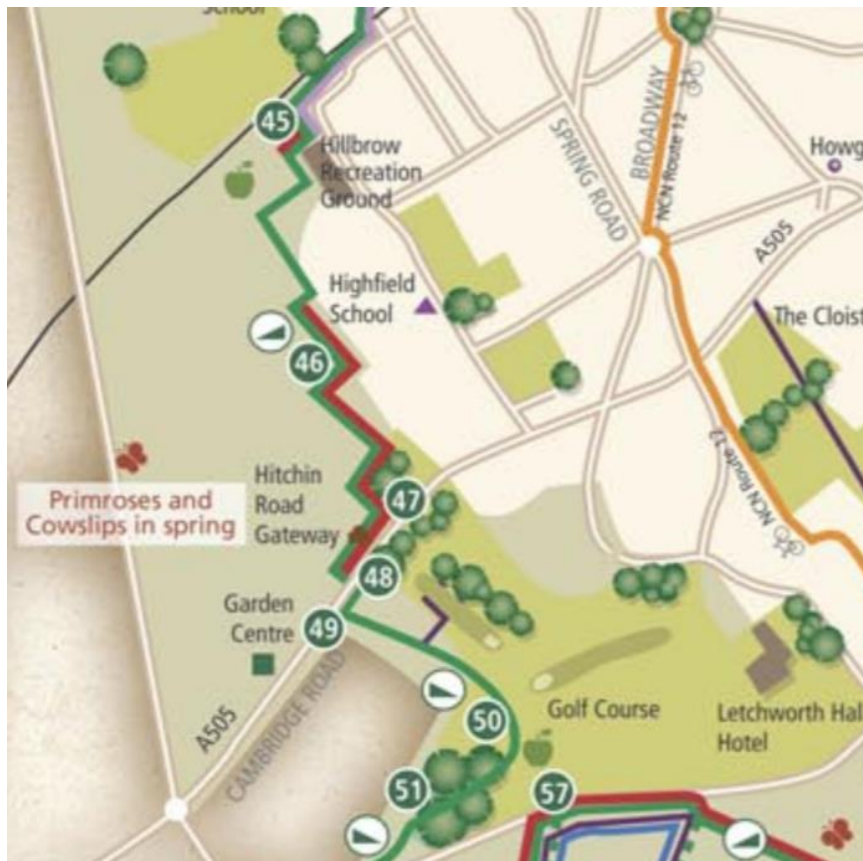 School
45
Hillbrow
Recreation
Ground
SPRING ROAD
BROADWAY
NCN Route 12
Howg
A505
Highfield
School
The Cloist
46
Primroses and
Cowslips in spring
Hitchin
Road
Gateway
47
NCN Route 12
48
Garden
Centre
49
A505
CAMBRIDGE ROAD
50
Golf Course
Letchworth Hal
Hotel
51
57